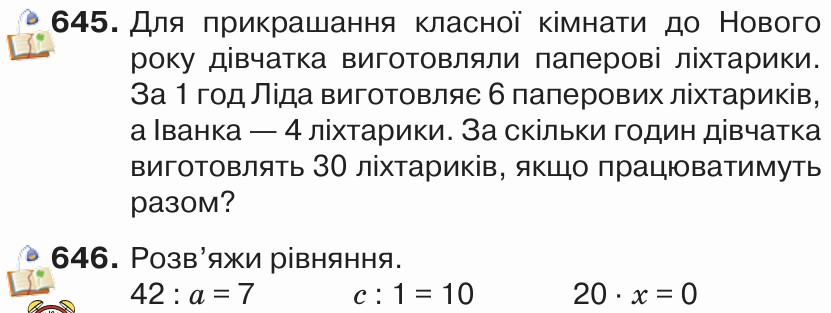 645. Для прикрашання класної кімнати до Нового
року дівчатка виготовляли паперові ліхтарики.
За 1 год Ліда виготовляє 6 паперових ліхтариків,
а Іванка — 4 ліхтарики. За скільки годин дівчатка
виготовлять 30 ліхтариків, якщо працюватимуть
разом?
646. Розв’яжи рівняння.
42 : a = 7 c : 1 = 10 20 · x = 0